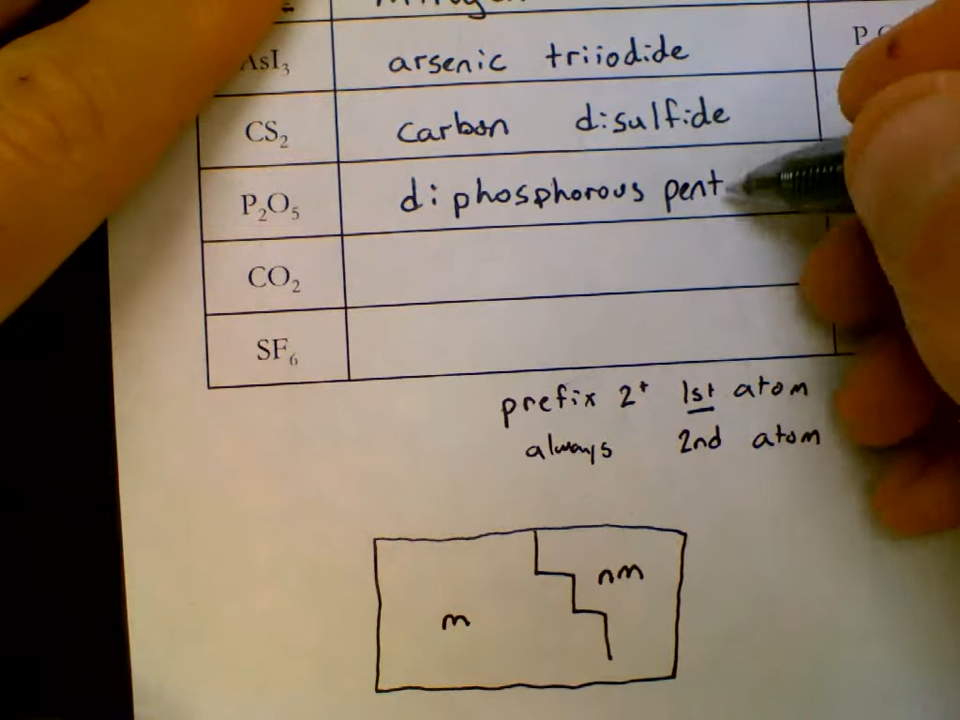 AsI₃ arsenic triiodide
CS₂ carbon disulfide
P₂O₅ diphosphorous pent
CO₂
SF₆
prefix 2⁺ 1st atom
always 2nd atom
nm
m